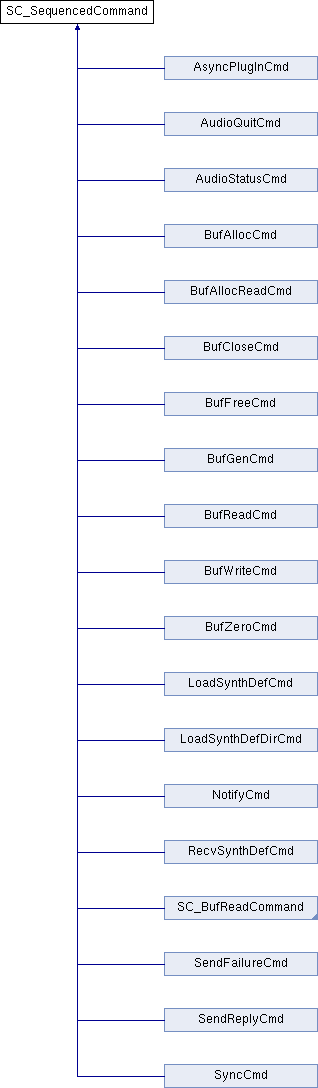 SC_SequencedCommand
AsyncPlugInCmd
AudioQuitCmd
AudioStatusCmd
BufAllocCmd
BufAllocReadCmd
BufCloseCmd
BufFreeCmd
BufGenCmd
BufReadCmd
BufWriteCmd
BufZeroCmd
LoadSynthDefCmd
LoadSynthDefDirCmd
NotifyCmd
RecvSynthDefCmd
SC_BufReadCommand
SendFailureCmd
SendReplyCmd
SyncCmd